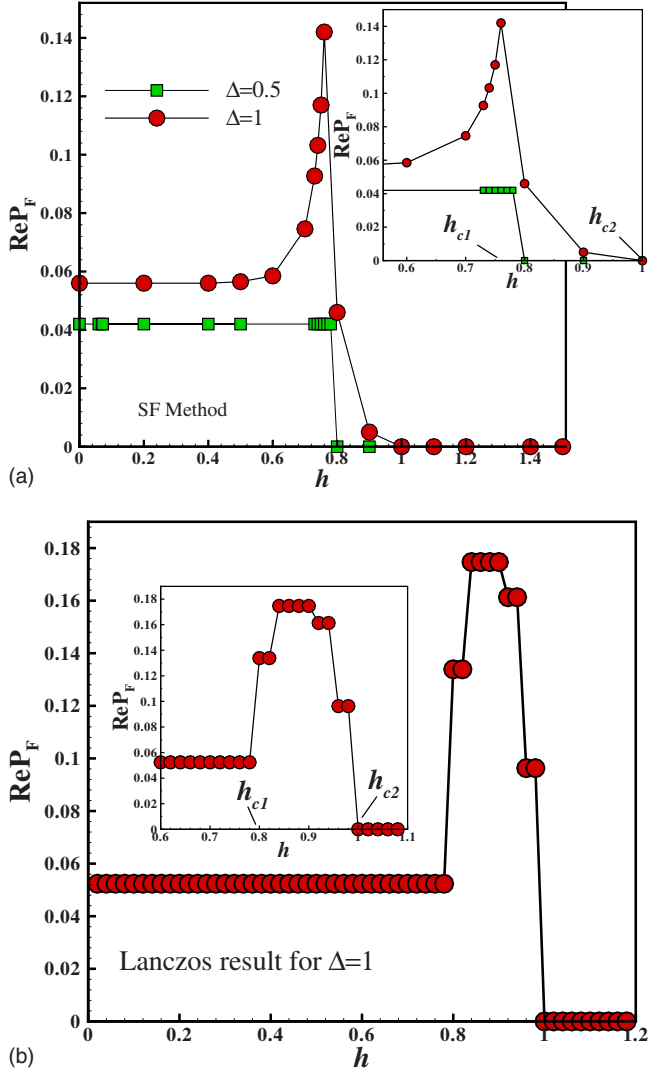 0.14
0.12
0.1
0.08
0.06
0.04
0.02
0
ReP_F
Δ=0.5
Δ=1
SF Method
0 0.2 0.4 0.6 0.8 1 1.2 1.4
h
0.14
0.12
0.1
0.08
0.06
0.04
0.02
0
ReP_F
h_c1
h_c2
0.6 0.7 0.8 0.9 1
h
(a)
0.18
0.16
0.14
0.12
0.1
0.08
0.06
0.04
0.02
0
ReP_F
0.18
0.16
0.14
0.12
0.1
0.08
0.06
0.04
0.02
0
ReP_F
h_c1
h_c2
0.6 0.7 0.8 0.9 1 1.1
h
Lanczos result for Δ=1
0 0.2 0.4 0.6 0.8 1 1.2
h
(b)